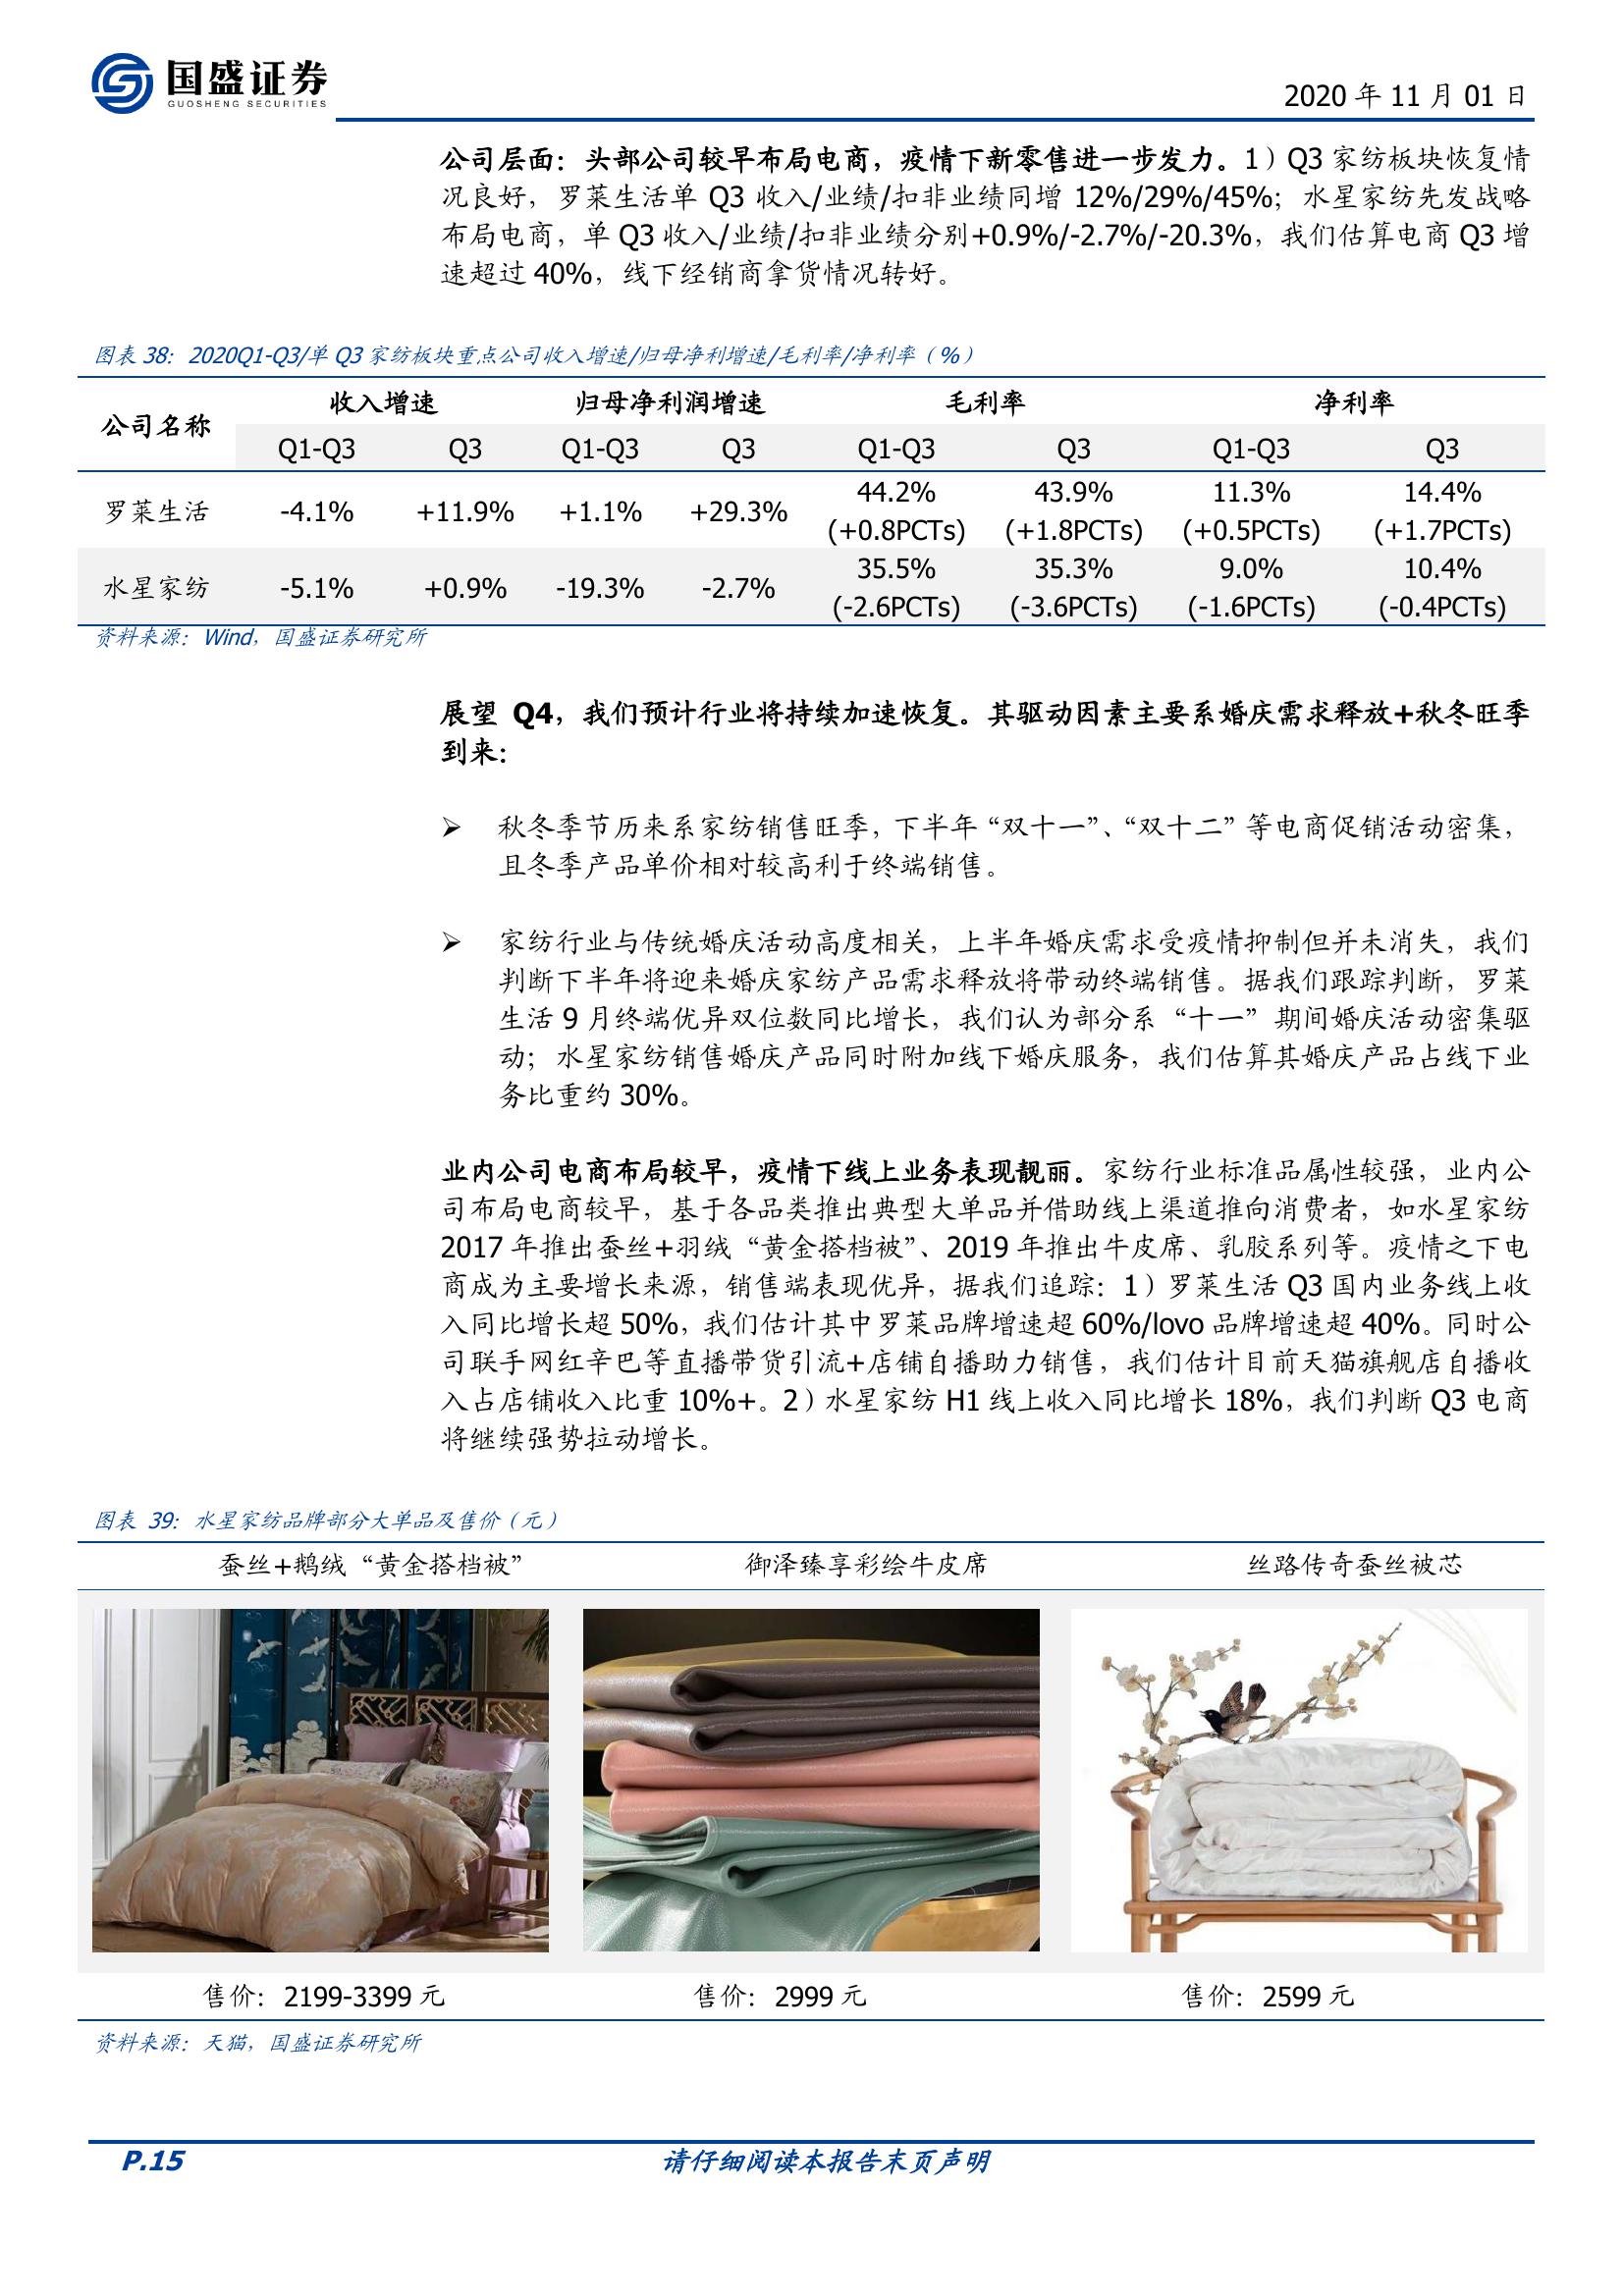 国盛证券
GUOSHENG SECURITIES
2020 年 11 月 01 日
公司层面：头部公司较早布局电商，疫情下新零售进一步发力。1）Q3 家纺板块恢复情
况良好，罗莱生活单 Q3 收入/业绩/扣非业绩同增 12%/29%/45%；水星家纺先发战略
布局电商，单 Q3 收入/业绩/扣非业绩分别+0.9%/-2.7%/-20.3%，我们估算电商 Q3 增
速超过 40%，线下经销商拿货情况转好。
图表 38：2020Q1-Q3/单 Q3 家纺板块重点公司收入增速/归母净利增速/毛利率/净利率（%）
公司名称 收入增速 归母净利润增速 毛利率 净利率
Q1-Q3 Q3 Q1-Q3 Q3 Q1-Q3 Q3 Q1-Q3 Q3
罗莱生活 -4.1% +11.9% +1.1% +29.3% 44.2% 43.9% 11.3% 14.4%
(+0.8PCTs) (+1.8PCTs) (+0.5PCTs) (+1.7PCTs)
水星家纺 -5.1% +0.9% -19.3% -2.7% 35.5% 35.3% 9.0% 10.4%
(-2.6PCTs) (-3.6PCTs) (-1.6PCTs) (-0.4PCTs)
资料来源：Wind，国盛证券研究所
展望 Q4，我们预计行业将持续加速恢复。其驱动因素主要系婚庆需求释放+秋冬旺季
到来：
➢ 秋冬季节历来系家纺销售旺季，下半年“双十一”、“双十二”等电商促销活动密集，
且冬季产品单价相对较高利于终端销售。
➢ 家纺行业与传统婚庆活动高度相关，上半年婚庆需求受疫情抑制但并未消失，我们
判断下半年将迎来婚庆家纺产品需求释放将带动终端销售。据我们跟踪判断，罗莱
生活 9 月终端优异双位数同比增长，我们认为部分系“十一”期间婚庆活动密集驱
动；水星家纺销售婚庆产品同时附加线下婚庆服务，我们估算其婚庆产品占线下业
务比重约 30%。
业内公司电商布局较早，疫情下线上业务表现靓丽。家纺行业标准品属性较强，业内公
司布局电商较早，基于各品类推出典型大单品并借助线上渠道推向消费者，如水星家纺
2017 年推出蚕丝+羽绒“黄金搭档被”、2019 年推出牛皮席、乳胶系列等。疫情之下电
商成为主要增长来源，销售端表现优异，据我们追踪：1）罗莱生活 Q3 国内业务线上收
入同比增长超 50%，我们估计其中罗莱品牌增速超 60%/lovo 品牌增速超 40%。同时公
司联手网红辛巴等直播带货引流+店铺自播助力销售，我们估计目前天猫旗舰店自播收
入占店铺收入比重 10%+。2）水星家纺 H1 线上收入同比增长 18%，我们判断 Q3 电商
将继续强势拉动增长。
图表 39：水星家纺品牌部分大单品及售价（元）
蚕丝+鹅绒“黄金搭档被” 御泽臻享彩绘牛皮席 丝路传奇蚕丝被芯
售价：2199-3399 元 售价：2999 元 售价：2599 元
资料来源：天猫，国盛证券研究所
P.15 请仔细阅读本报告末页声明